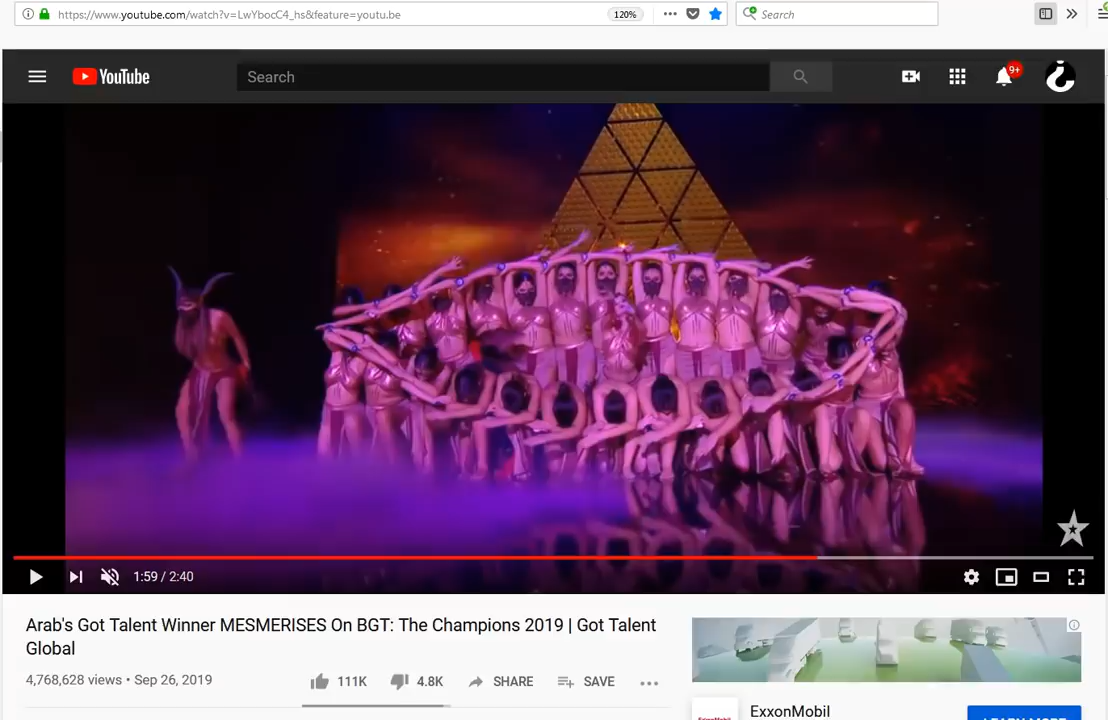 https://www.youtube.com/watch?v=LwYbocC4_hs&feature=youtu.be
120%
Search
YouTube
Search
9+
1:59 / 2:40
Arab's Got Talent Winner MESMERISES On BGT: The Champions 2019 | Got Talent
Global
4,768,628 views • Sep 26, 2019
111K
4.8K
SHARE
SAVE
ExxonMobil
LEARN MORE